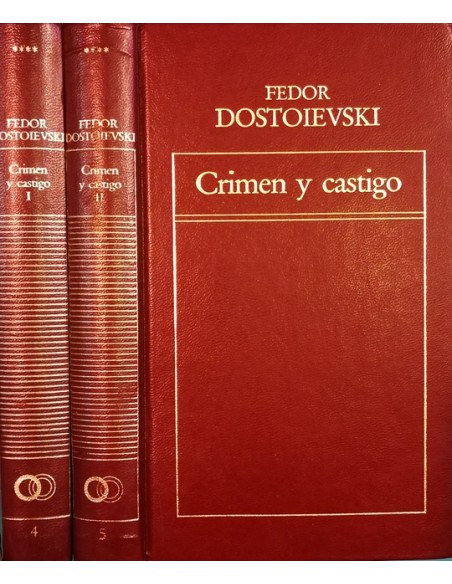 ****
FEDOR
DOSTOIEVSKI
Crimen
y castigo
I
4
****
FEDOR
DOSTOIEVSKI
Crimen
y castigo
II
5
FEDOR
DOSTOIEVSKI
Crimen y castigo